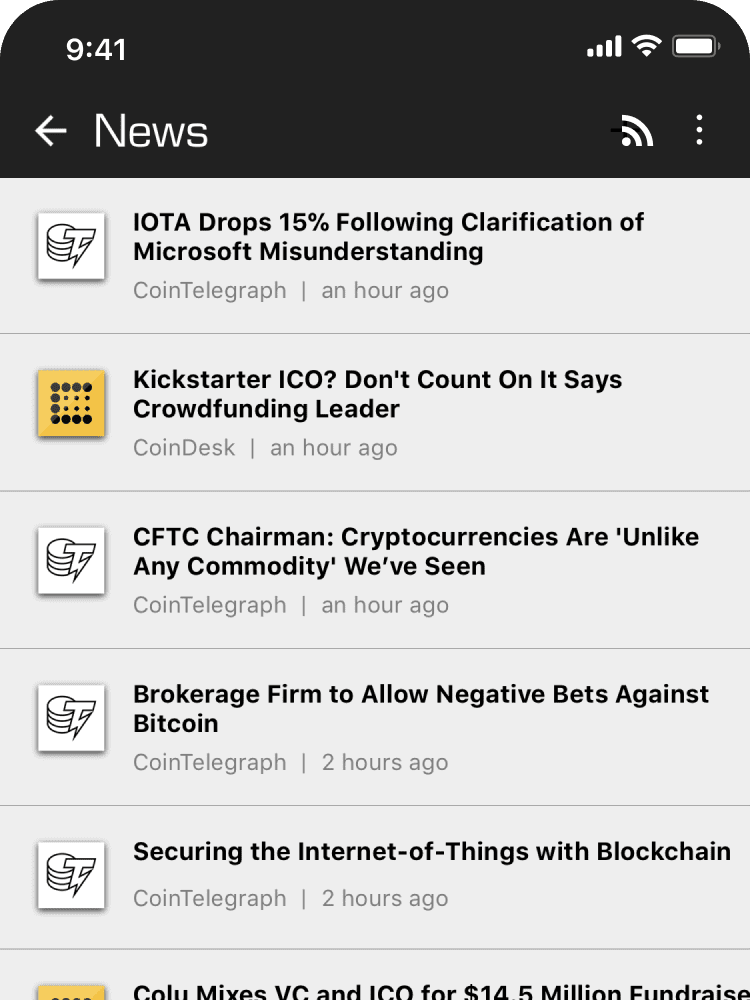 9:41
News
IOTA Drops 15% Following Clarification of
Microsoft Misunderstanding
CoinTelegraph | an hour ago
Kickstarter ICO? Don't Count On It Says
Crowdfunding Leader
CoinDesk | an hour ago
CFTC Chairman: Cryptocurrencies Are 'Unlike
Any Commodity' We’ve Seen
CoinTelegraph | an hour ago
Brokerage Firm to Allow Negative Bets Against
Bitcoin
CoinTelegraph | 2 hours ago
Securing the Internet-of-Things with Blockchain
CoinTelegraph | 2 hours ago
Colu Mixes VC and ICO for $14.5 Million Fundraise